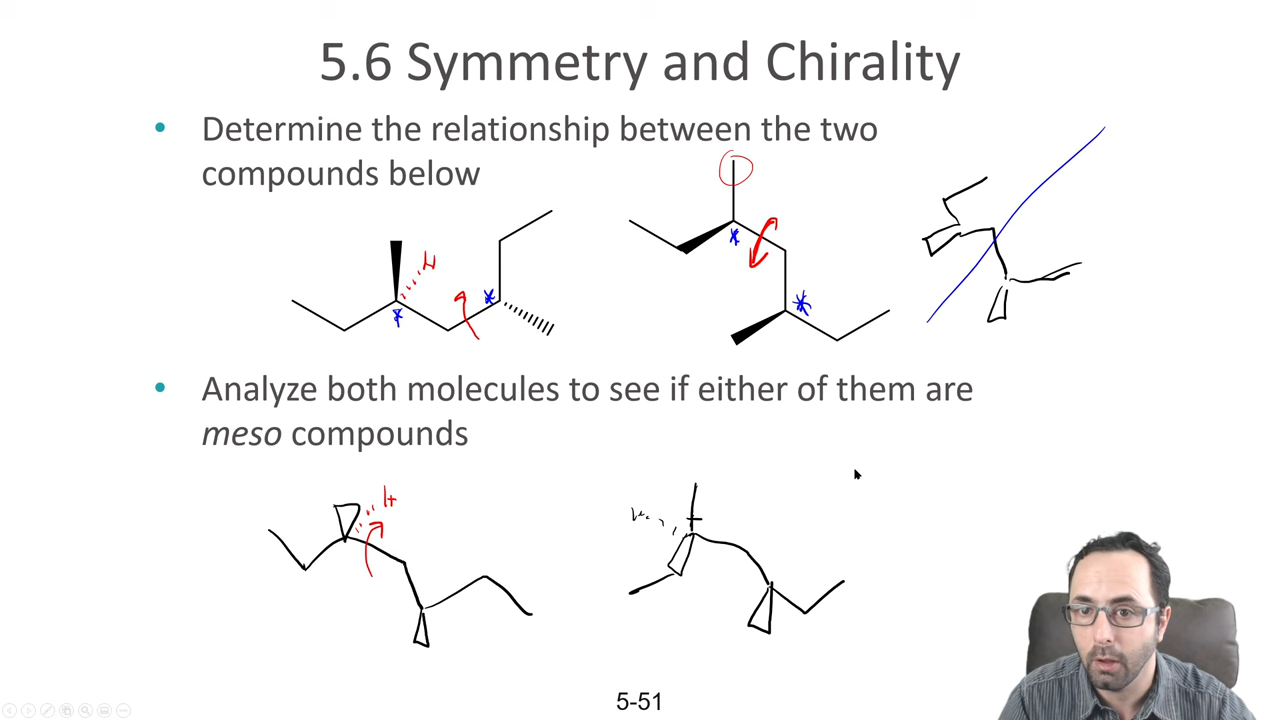 5.6 Symmetry and Chirality
• Determine the relationship between the two
compounds below
H
• Analyze both molecules to see if either of them are
meso compounds
H
5-51